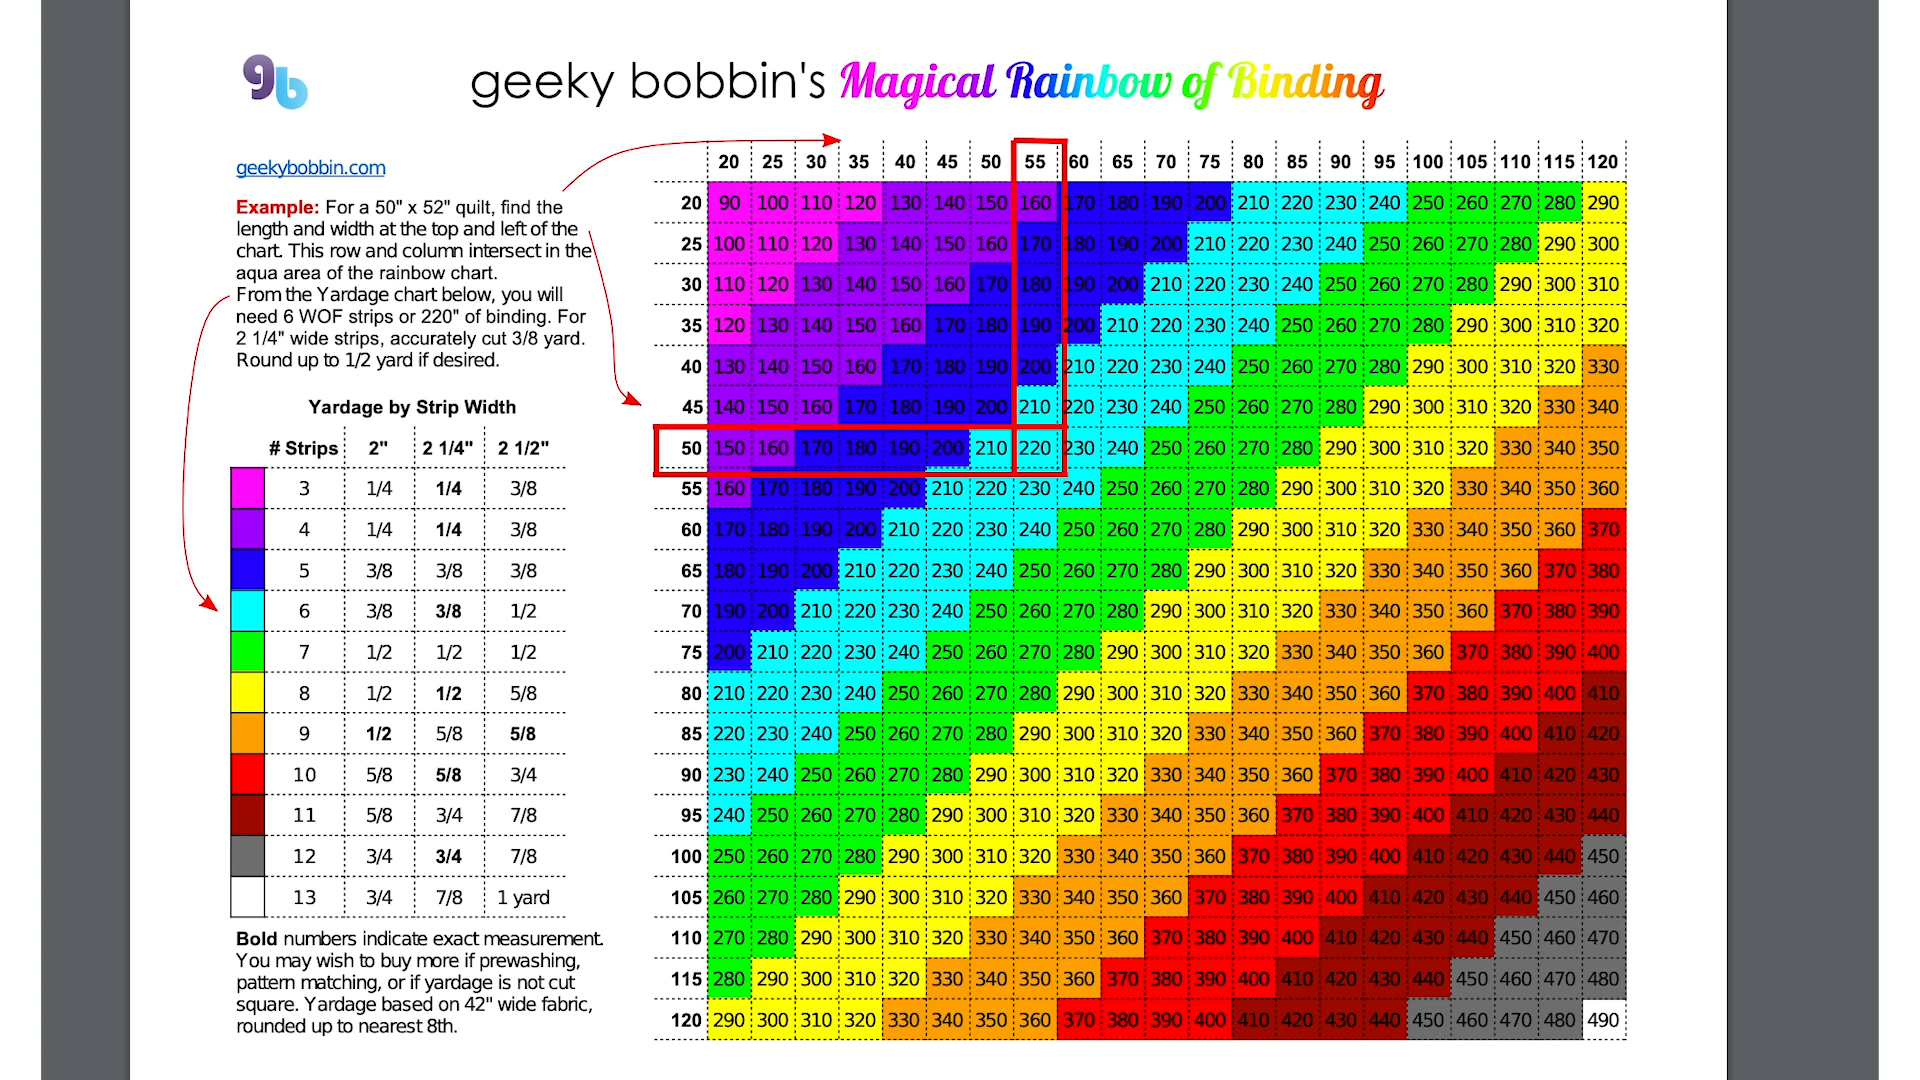 gb
geeky bobbin's Magical Rainbow of Binding
geekybobbin.com
Example: For a 50" x 52" quilt, find the
length and width at the top and left of the
chart. This row and column intersect in the
aqua area of the rainbow chart.
From the Yardage chart below, you will
need 6 WOF strips or 220" of binding. For
2 1/4" wide strips, accurately cut 3/8 yard.
Round up to 1/2 yard if desired.
Yardage by Strip Width
# Strips 2" 2 1/4" 2 1/2"
3 1/4 1/4 3/8
4 1/4 1/4 3/8
5 3/8 3/8 3/8
6 3/8 3/8 1/2
7 1/2 1/2 1/2
8 1/2 1/2 5/8
9 1/2 5/8 5/8
10 5/8 5/8 3/4
11 5/8 3/4 7/8
12 3/4 3/4 7/8
13 3/4 7/8 1 yard
Bold numbers indicate exact measurement.
You may wish to buy more if prewashing,
pattern matching, or if yardage is not cut
square. Yardage based on 42" wide fabric,
rounded up to nearest 8th.
20 25 30 35 40 45 50 55 60 65 70 75 80 85 90 95 100 105 110 115 120
20 90 100 110 120 130 140 150 160 170 180 190 200 210 220 230 240 250 260 270 280 290
25 100 110 120 130 140 150 160 170 180 190 200 210 220 230 240 250 260 270 280 290 300
30 110 120 130 140 150 160 170 180 190 200 210 220 230 240 250 260 270 280 290 300 310
35 120 130 140 150 160 170 180 190 200 210 220 230 240 250 260 270 280 290 300 310 320
40 130 140 150 160 170 180 190 200 210 220 230 240 250 260 270 280 290 300 310 320 330
45 140 150 160 170 180 190 200 210 220 230 240 250 260 270 280 290 300 310 320 330 340
50 150 160 170 180 190 200 210 220 230 240 250 260 270 280 290 300 310 320 330 340 350
55 160 170 180 190 200 210 220 230 240 250 260 270 280 290 300 310 320 330 340 350 360
60 170 180 190 200 210 220 230 240 250 260 270 280 290 300 310 320 330 340 350 360 370
65 180 190 200 210 220 230 240 250 260 270 280 290 300 310 320 330 340 350 360 370 380
70 190 200 210 220 230 240 250 260 270 280 290 300 310 320 330 340 350 360 370 380 390
75 200 210 220 230 240 250 260 270 280 290 300 310 320 330 340 350 360 370 380 390 400
80 210 220 230 240 250 260 270 280 290 300 310 320 330 340 350 360 370 380 390 400 410
85 220 230 240 250 260 270 280 290 300 310 320 330 340 350 360 370 380 390 400 410 420
90 230 240 250 260 270 280 290 300 310 320 330 340 350 360 370 380 390 400 410 420 430
95 240 250 260 270 280 290 300 310 320 330 340 350 360 370 380 390 400 410 420 430 440
100 250 260 270 280 290 300 310 320 330 340 350 360 370 380 390 400 410 420 430 440 450
105 260 270 280 290 300 310 320 330 340 350 360 370 380 390 400 410 420 430 440 450 460
110 270 280 290 300 310 320 330 340 350 360 370 380 390 400 410 420 430 440 450 460 470
115 280 290 300 310 320 330 340 350 360 370 380 390 400 410 420 430 440 450 460 470 480
120 290 300 310 320 330 340 350 360 370 380 390 400 410 420 430 440 450 460 470 480 490